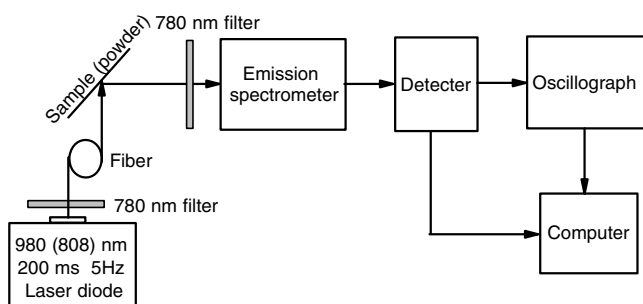 780 nm filter
Sample (powder)
Emission
spectrometer
Detecter
Oscillograph
Fiber
780 nm filter
980 (808) nm
200 ms 5Hz
Laser diode
Computer